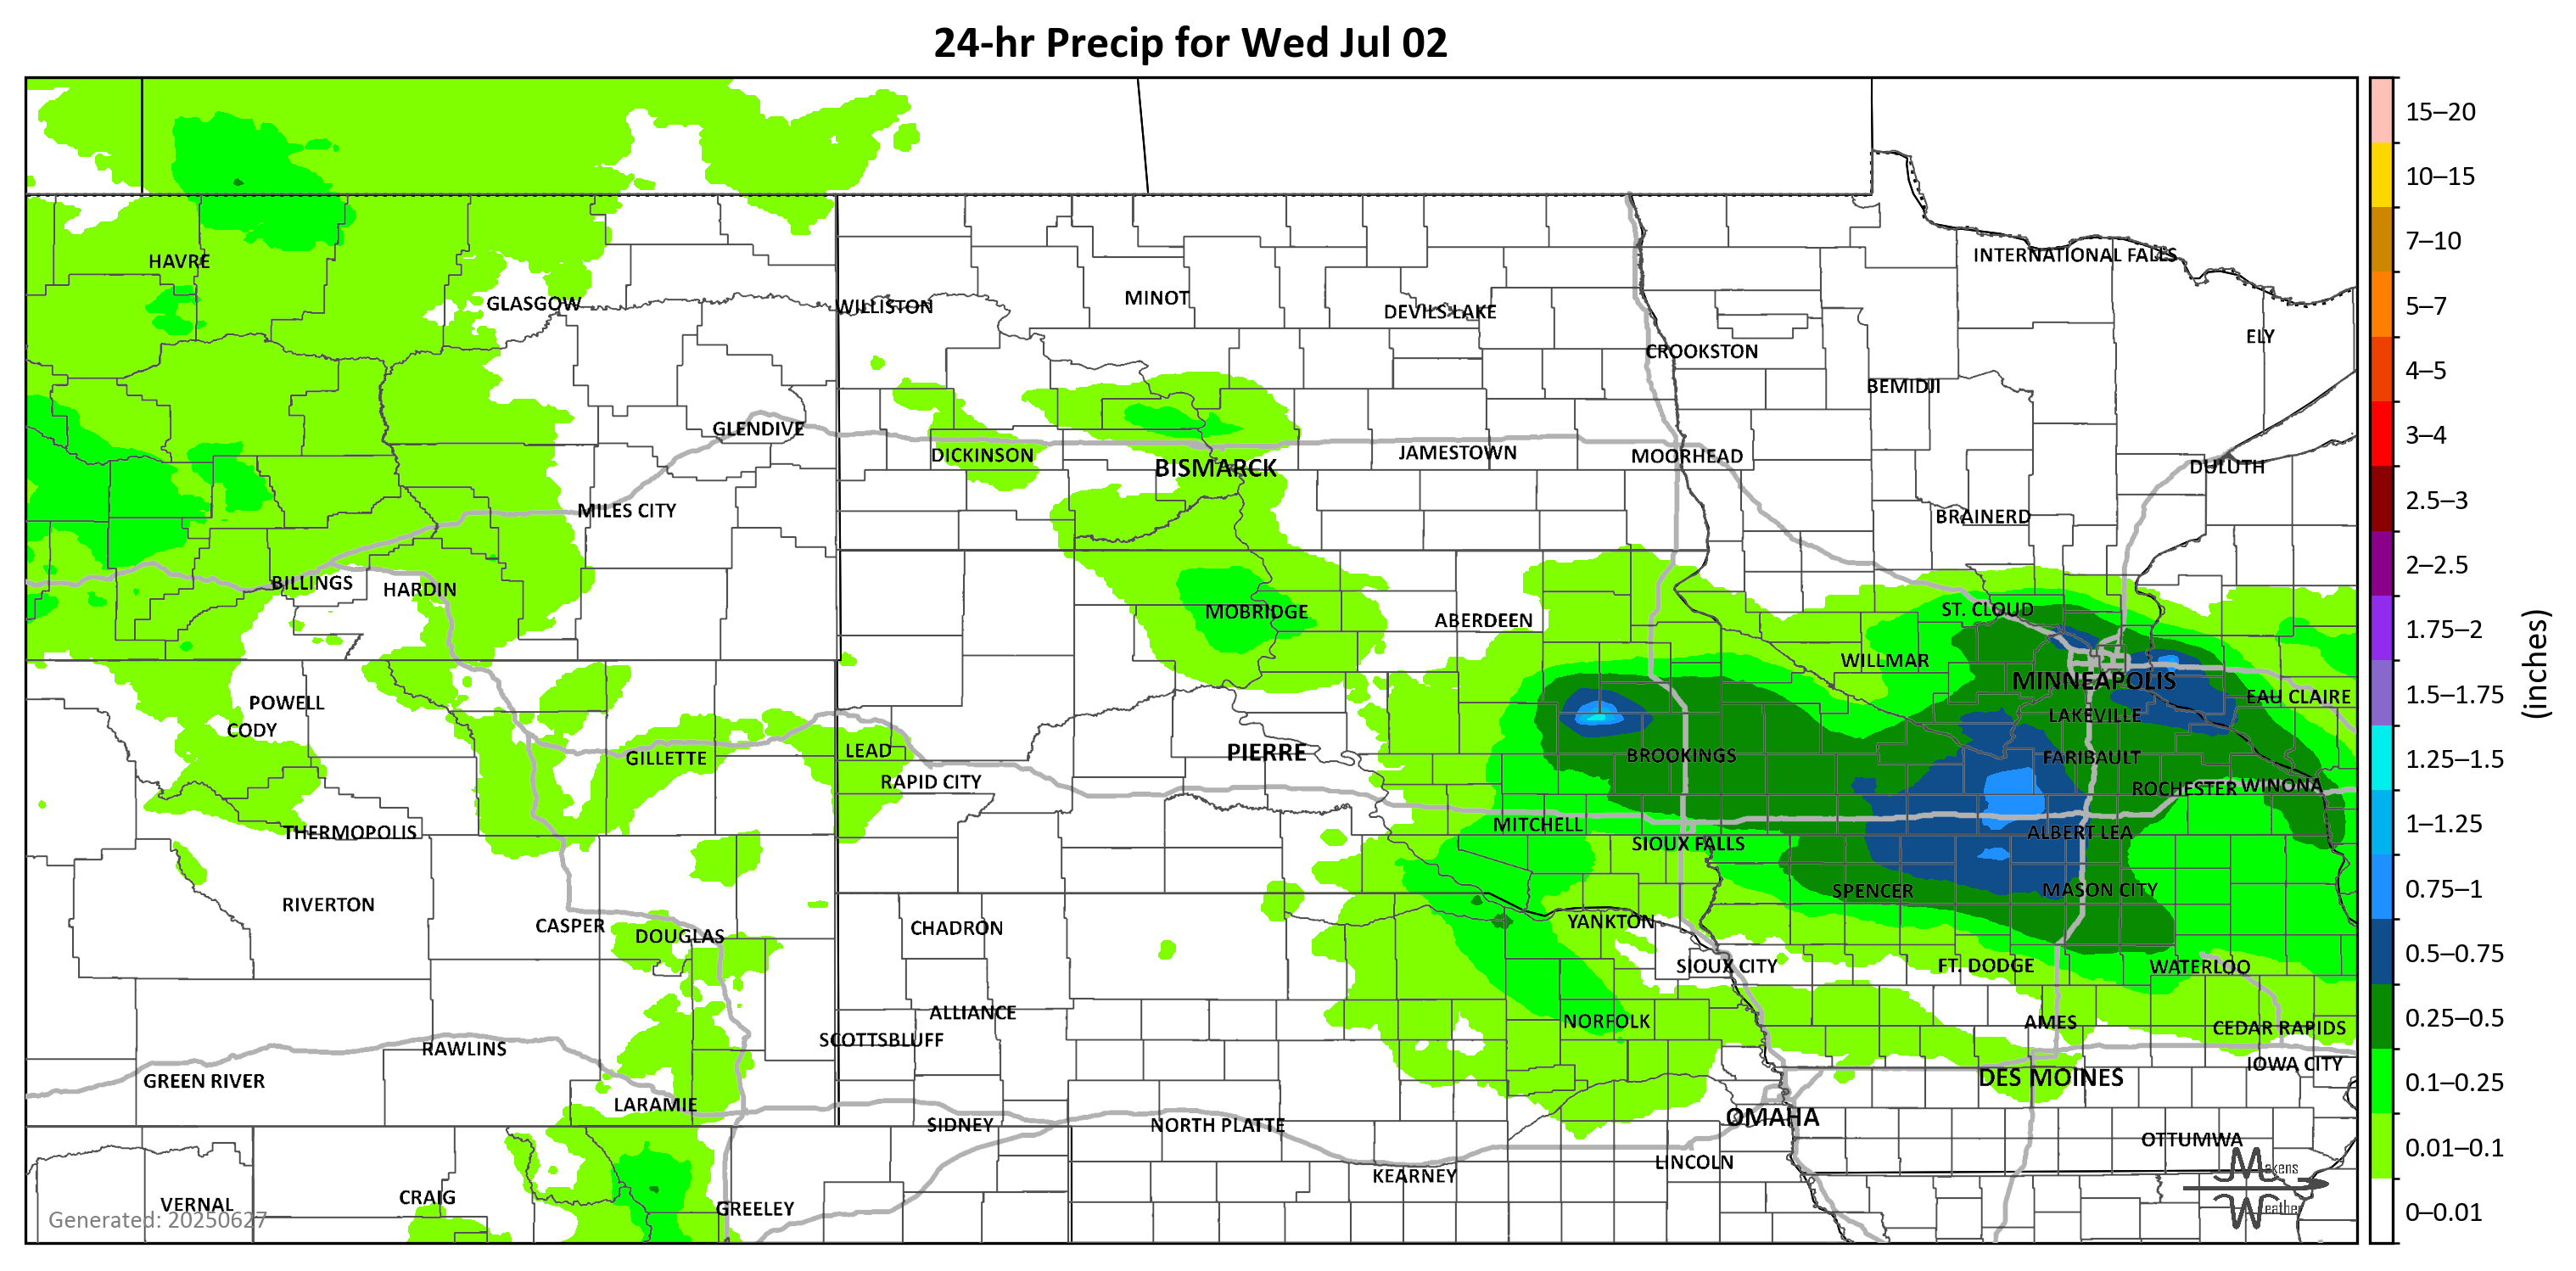 24-hr Precip for Wed Jul 02
15–20
10–15
7–10
5–7
4–5
3–4
2.5–3
2–2.5
1.75–2
1.5–1.75
1.25–1.5
1–1.25
0.75–1
0.5–0.75
0.25–0.5
0.1–0.25
0.01–0.1
0–0.01
(inches)
HAVRE
GLASGOW
WILLISTON
MINOT
DEVILS LAKE
INTERNATIONAL FALLS
ELY
CROOKSTON
BEMIDJI
GLENDIVE
DICKINSON
BISMARCK
JAMESTOWN
MOORHEAD
DULUTH
MILES CITY
BRAINERD
BILLINGS
HARDIN
MOBRIDGE
ABERDEEN
ST. CLOUD
WILLMAR
MINNEAPOLIS
EAU CLAIRE
POWELL
CODY
LAKEVILLE
GILLETTE
LEAD
RAPID CITY
PIERRE
BROOKINGS
FARIBAULT
ROCHESTER
WINONA
THERMOPOLIS
MITCHELL
SIOUX FALLS
ALBERT LEA
RIVERTON
CASPER
DOUGLAS
CHADRON
YANKTON
SPENCER
MASON CITY
SIOUX CITY
FT. DODGE
WATERLOO
ALLIANCE
SCOTTSBLUFF
NORFOLK
AMES
CEDAR RAPIDS
RAWLINS
GREEN RIVER
IOWA CITY
DES MOINES
LARAMIE
SIDNEY
NORTH PLATTE
OMAHA
OTTUMWA
LINCOLN
KEARNEY
VERNAL
CRAIG
GREELEY
Generated: 20250627
Makens
Weather